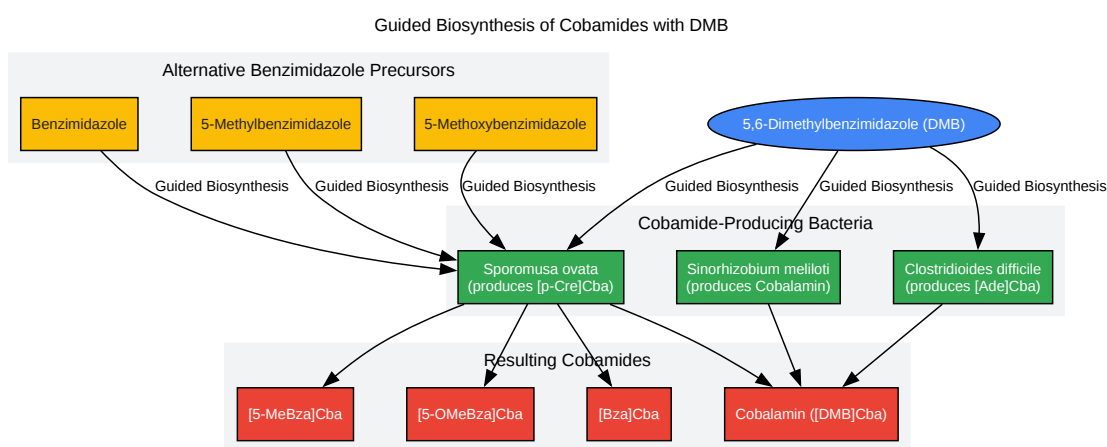 Guided Biosynthesis of Cobamides with DMB
Alternative Benzimidazole Precursors
Benzimidazole
5-Methylbenzimidazole
5-Methoxybenzimidazole
5,6-Dimethylbenzimidazole (DMB)
Guided Biosynthesis
Guided Biosynthesis
Guided Biosynthesis
Guided Biosynthesis
Guided Biosynthesis
Guided Biosynthesis
Cobamide-Producing Bacteria
Sporomusa ovata
(produces [p-Cre]Cba)
Sinorhizobium meliloti
(produces Cobalamin)
Clostridioides difficile
(produces [Ade]Cba)
Resulting Cobamides
[5-MeBza]Cba
[5-OMeBza]Cba
[Bza]Cba
Cobalamin ([DMB]Cba)